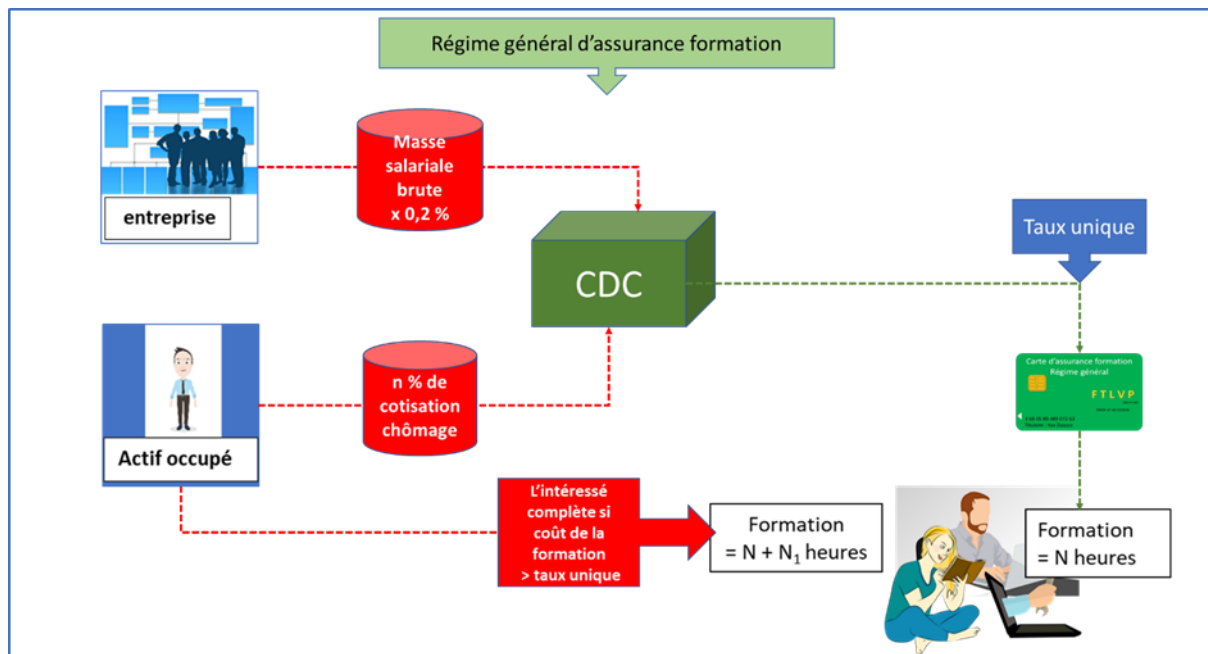 Régime général d'assurance formation
Masse
salariale
brute
x 0,2 %
entreprise
CDC
Taux unique
n % de
cotisation
chômage
Actif occupé
Carte d'assurance formation
Régime général
FTLVP
L'intéressé
complète si
coût de la
formation
> taux unique
Formation
= N + N₁ heures
Formation
= N heures